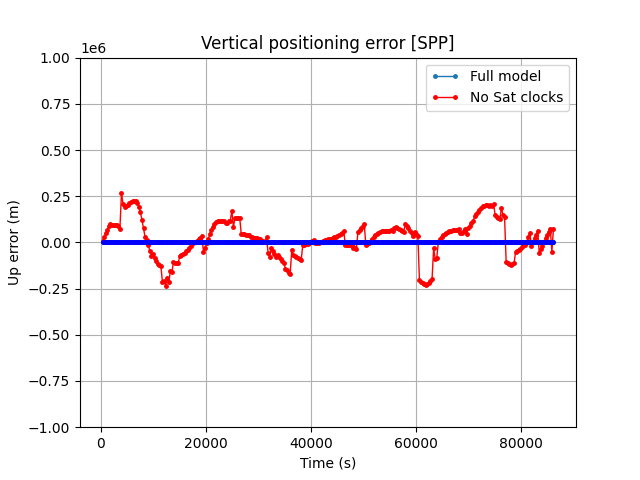 Vertical positioning error [SPP]
1e6
1.00
0.75
0.50
0.25
0.00
−0.25
−0.50
−0.75
−1.00
Up error (m)
Full model
No Sat clocks
0 20000 40000 60000 80000
Time (s)